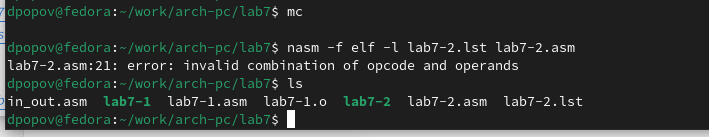 dpopov@fedora:~/work/arch-pc/lab7$ mc
dpopov@fedora:~/work/arch-pc/lab7$ nasm -f elf -l lab7-2.lst lab7-2.asm
lab7-2.asm:21: error: invalid combination of opcode and operands
dpopov@fedora:~/work/arch-pc/lab7$ ls
in_out.asm  lab7-1  lab7-1.asm  lab7-1.o  lab7-2  lab7-2.asm  lab7-2.lst
dpopov@fedora:~/work/arch-pc/lab7$